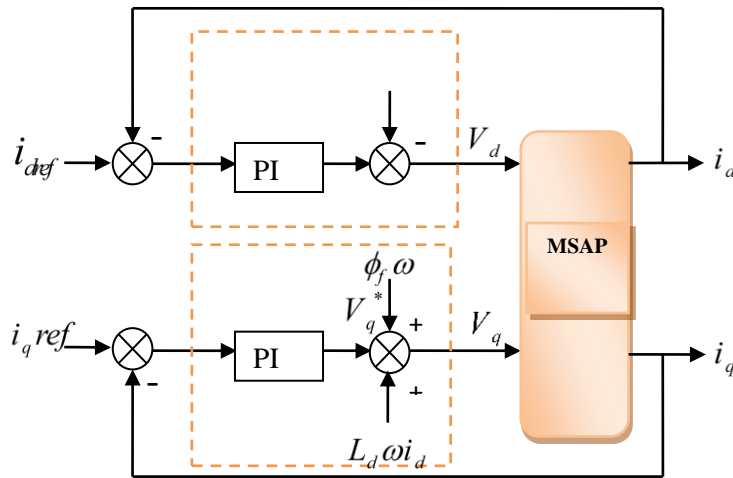 -
i_dref
PI
-
V_d
i_d
MSAP
ϕ_f ω
V_q^*
+
V_q
i_q ref
PI
-
+
i_q
L_d ω i_d